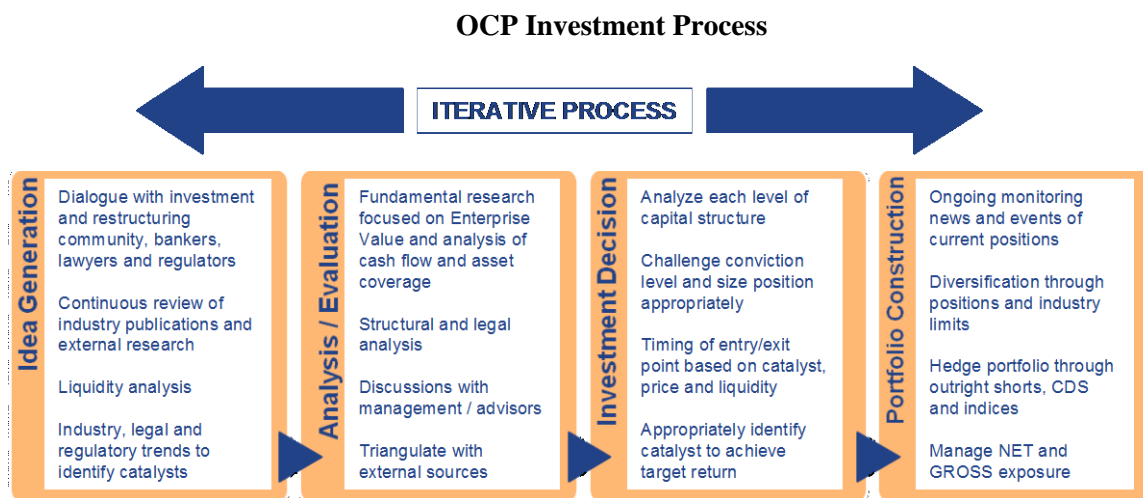 OCP Investment Process
ITERATIVE PROCESS
Idea Generation
Dialogue with investment
and restructuring
community, bankers,
lawyers and regulators
Continuous review of
industry publications and
external research
Liquidity analysis
Industry, legal and
regulatory trends to
identify catalysts
Analysis / Evaluation
Fundamental research
focused on Enterprise
Value and analysis of
cash flow and asset
coverage
Structural and legal
analysis
Discussions with
management / advisors
Triangulate with
external sources
Investment Decision
Analyze each level of
capital structure
Challenge conviction
level and size position
appropriately
Timing of entry/exit
point based on catalyst,
price and liquidity
Appropriately identify
catalyst to achieve
target return
Portfolio Construction
Ongoing monitoring
news and events of
current positions
Diversification through
positions and industry
limits
Hedge portfolio through
outright shorts, CDS
and indices
Manage NET and
GROSS exposure